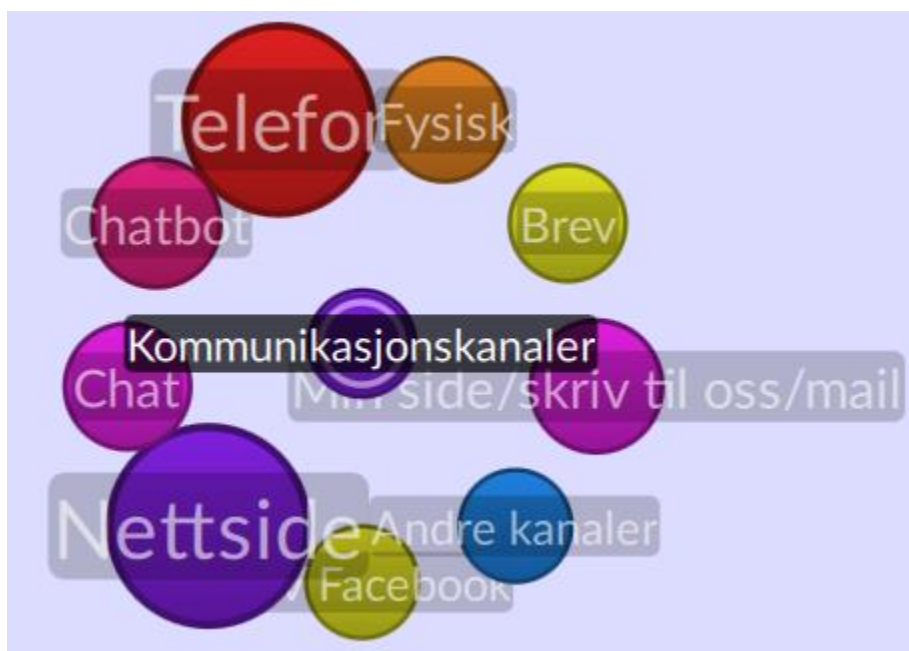 Telefon
Fysisk
Chatbot
Brev
Kommunikasjonskanaler
Chat
Min side/skriv til oss/mail
Nettside
Andre kanaler
Facebook